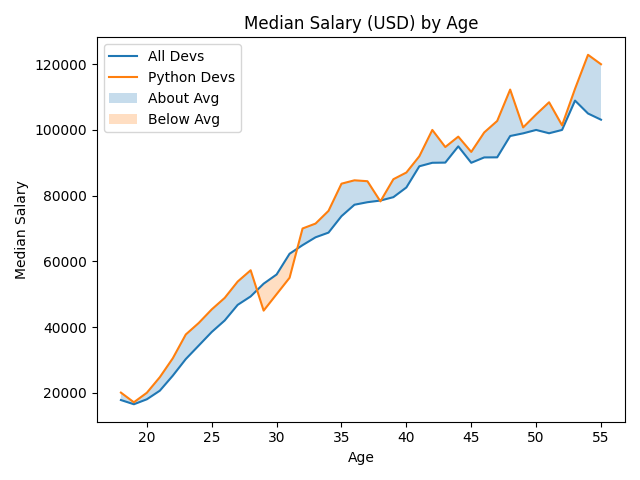 Median Salary (USD) by Age
All Devs
Python Devs
About Avg
Below Avg
Median Salary
120000
100000
80000
60000
40000
20000
20 25 30 35 40 45 50 55
Age